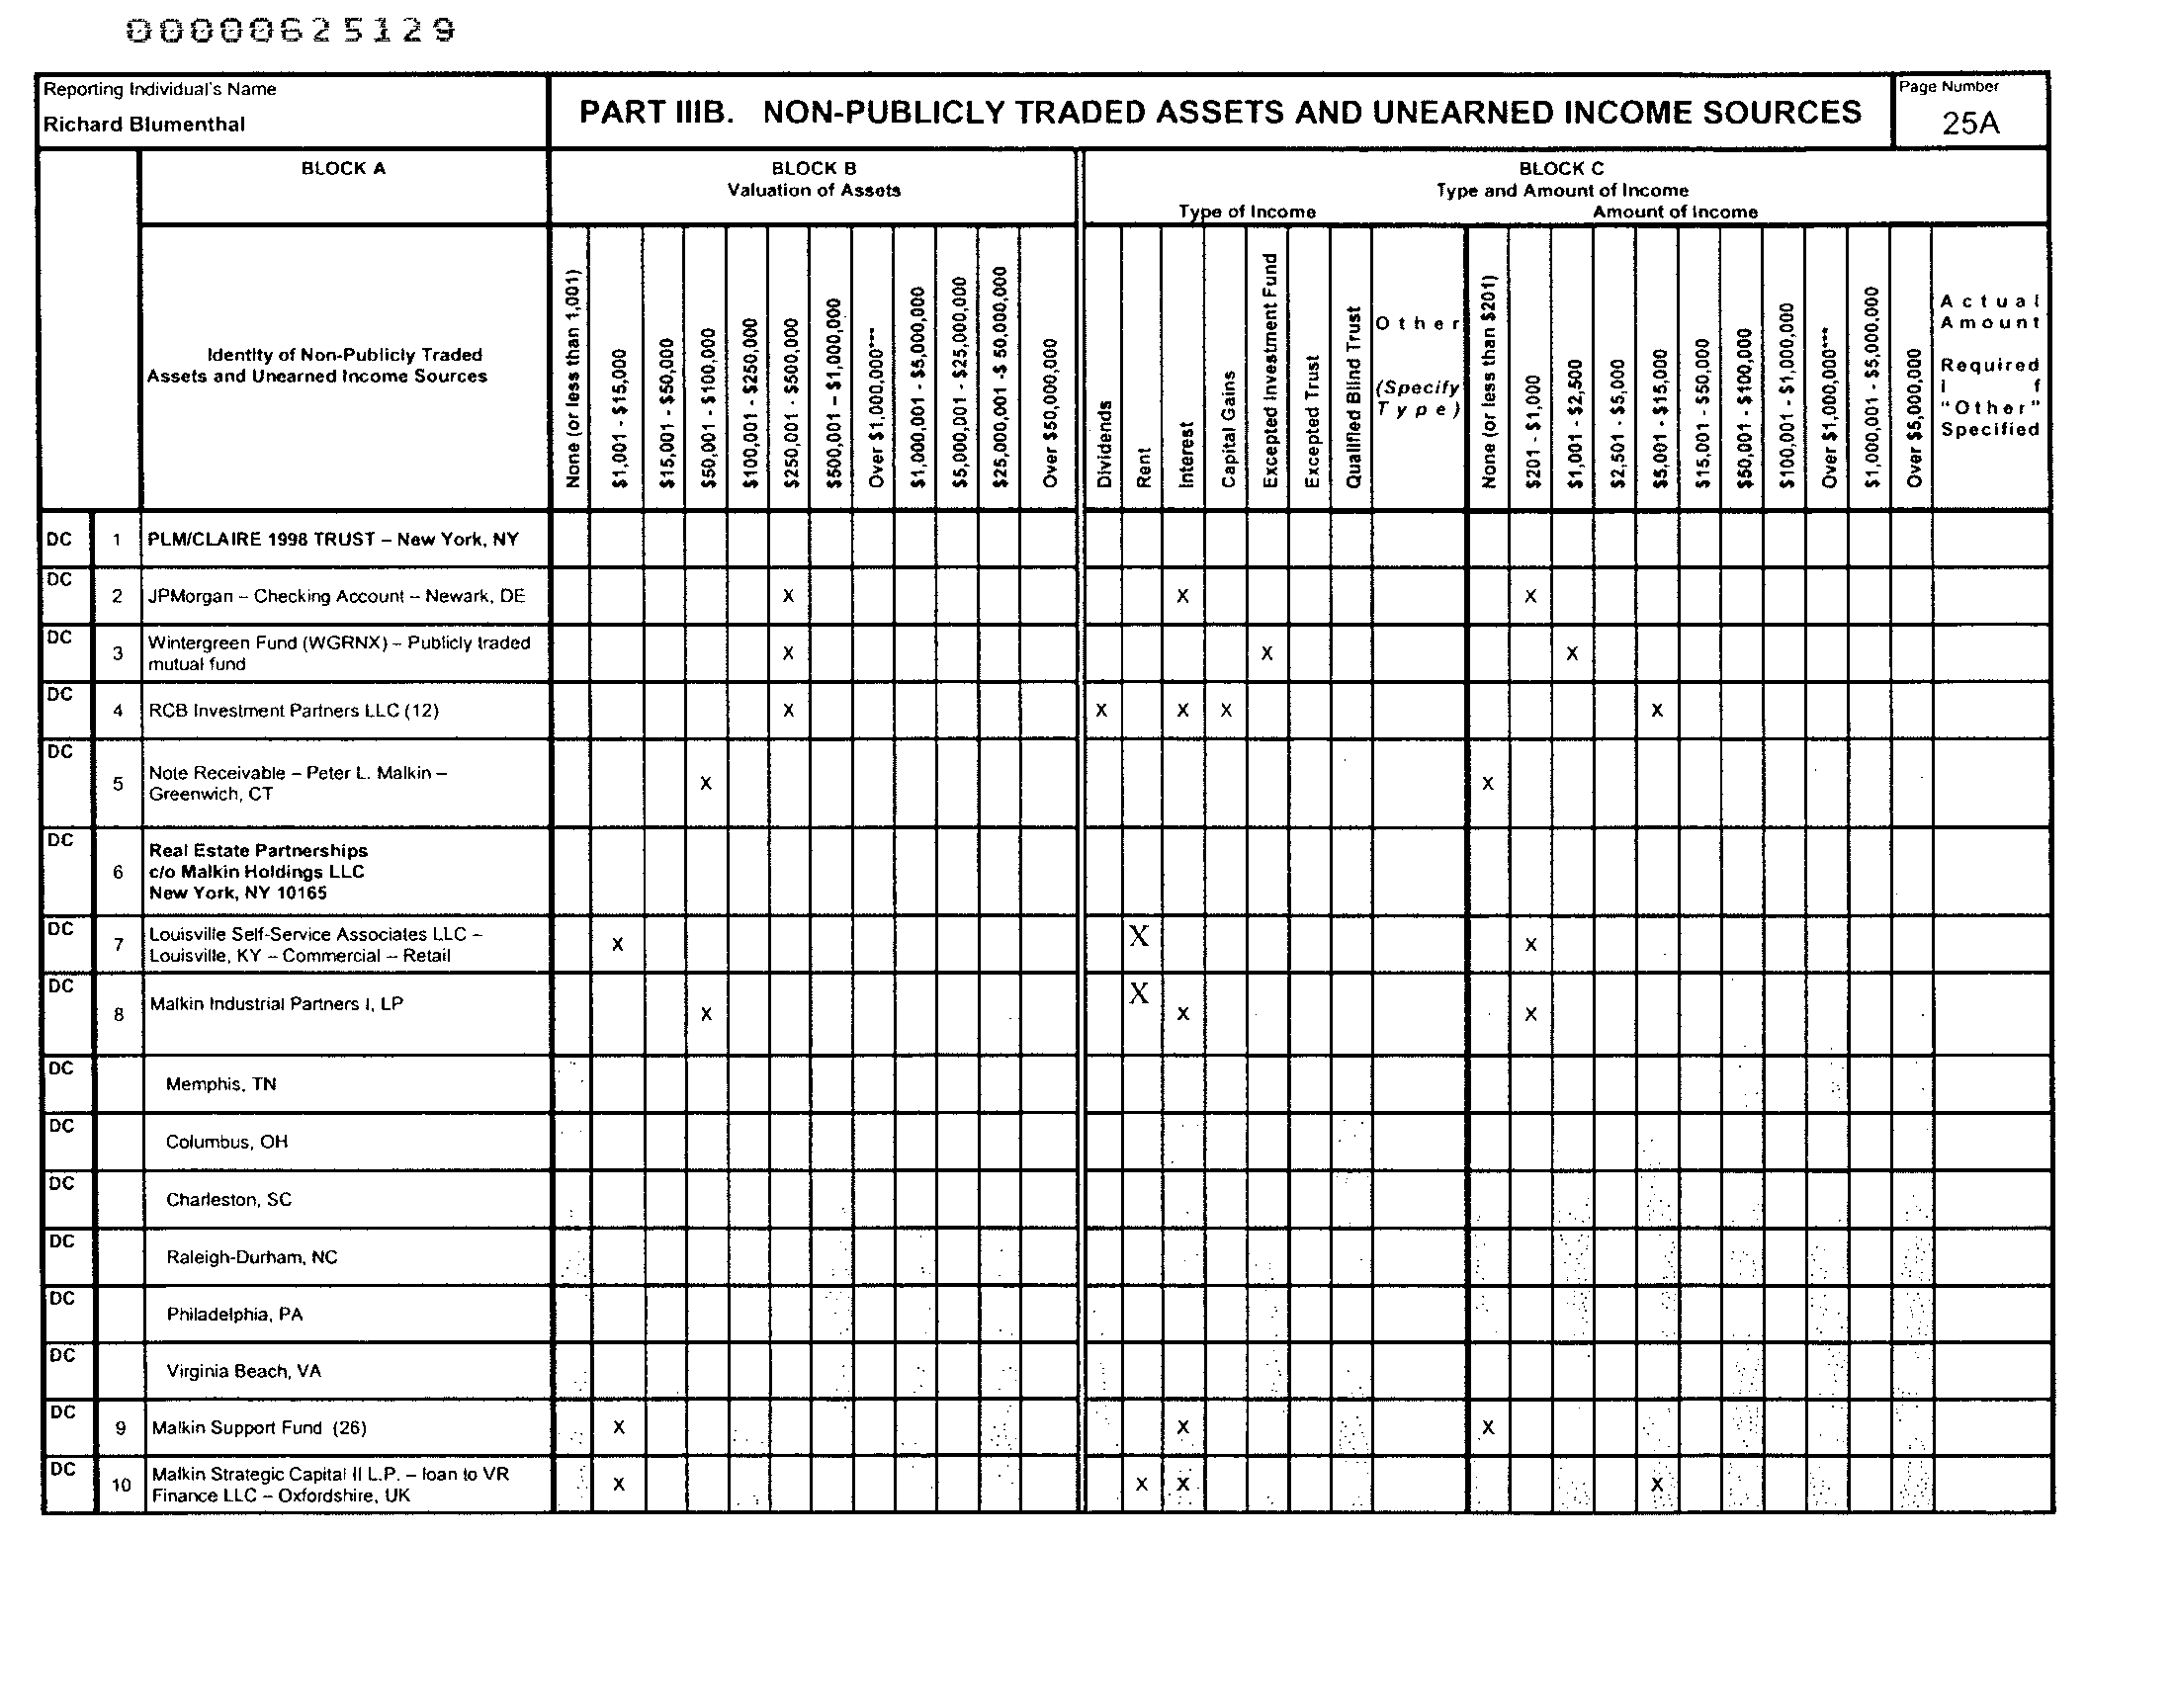 00000625129
Reporting Individual's Name
Richard Blumenthal
PART IIIB. NON-PUBLICLY TRADED ASSETS AND UNEARNED INCOME SOURCES
Page Number
25A
BLOCK A
BLOCK B
Valuation of Assets
BLOCK C
Type and Amount of Income
Type of Income
Amount of Income
Identity of Non-Publicly Traded
Assets and Unearned Income Sources
None (or less than 1,001)
$1,001 - $15,000
$15,001 - $50,000
$50,001 - $100,000
$100,001 - $250,000
$250,001 - $500,000
$500,001 – $1,000,000
Over $1,000,000***
$1,000,001 - $5,000,000
$5,000,001 - $25,000,000
$25,000,001 -$ 50,000,000
Over $50,000,000
Dividends
Rent
Interest
Capital Gains
Excepted Investment Fund
Excepted Trust
Qualified Blind Trust
Other
(Specify
Type)
None (or less than $201)
$201 - $1,000
$1,001 - $2,500
$2,501 - $5,000
$5,001 - $15,000
$15,001 - $50,000
$50,001 - $100,000
$100,001 - $1,000,000
Over $1,000,000***
$1,000,001 - $5,000,000
Over $5,000,000
Actual
Amount
Required
i f
"Other"
Specified
DC 1 PLM/CLAIRE 1998 TRUST – New York, NY
DC 2 JPMorgan – Checking Account – Newark, DE X X X
DC 3 Wintergreen Fund (WGRNX) – Publicly traded
mutual fund X X X
DC 4 RCB Investment Partners LLC (12) X X X X X
DC 5 Note Receivable – Peter L. Malkin –
Greenwich, CT X X
DC 6 Real Estate Partnerships
c/o Malkin Holdings LLC
New York, NY 10165
DC 7 Louisville Self-Service Associates LLC –
Louisville, KY – Commercial – Retail X X X
DC 8 Malkin Industrial Partners I, LP X X X X
DC Memphis, TN
DC Columbus, OH
DC Charleston, SC
DC Raleigh-Durham, NC
DC Philadelphia, PA
DC Virginia Beach, VA
DC 9 Malkin Support Fund (26) X X X
DC 10 Malkin Strategic Capital II L.P. – loan to VR
Finance LLC – Oxfordshire, UK X X X X